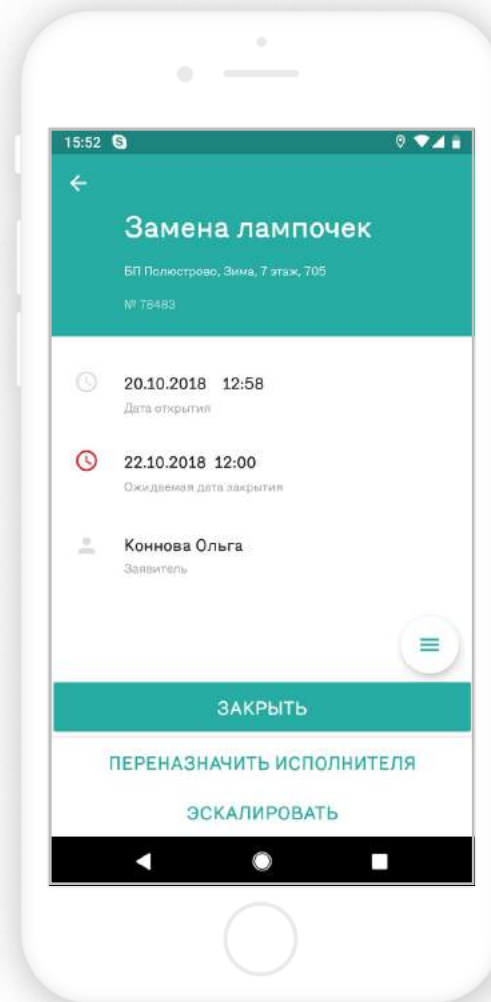 15:52
Замена лампочек
БП Полюстрово, Зима, 7 этаж, 705
№ 78483
20.10.2018 12:58
Дата открытия
22.10.2018 12:00
Ожидаемая дата закрытия
Коннова Ольга
Заявитель
ЗАКРЫТЬ
ПЕРЕНАЗНАЧИТЬ ИСПОЛНИТЕЛЯ
ЭСКАЛИРОВАТЬ